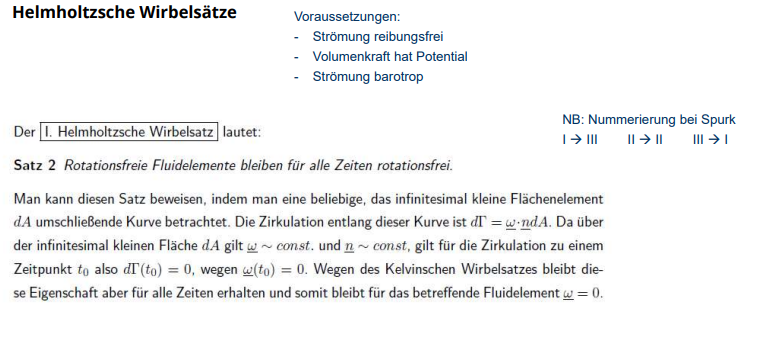 Helmholtzsche Wirbelsätze
Voraussetzungen:
- Strömung reibungsfrei
- Volumenkraft hat Potential
- Strömung barotrop
NB: Nummerierung bei Spurk
I → III II → II III → I
Der I. Helmholtzsche Wirbelsatz lautet:
Satz 2 Rotationsfreie Fluidelemente bleiben für alle Zeiten rotationsfrei.
Man kann diesen Satz beweisen, indem man eine beliebige, das infinitesimal kleine Flächenelement
dA umschließende Kurve betrachtet. Die Zirkulation entlang dieser Kurve ist dΓ = ω·ndA. Da über
der infinitesimal kleinen Fläche dA gilt ω ~ const. und n ~ const, gilt für die Zirkulation zu einem
Zeitpunkt t₀ also dΓ(t₀) = 0, wegen ω(t₀) = 0. Wegen des Kelvinschen Wirbelsatzes bleibt die-
se Eigenschaft aber für alle Zeiten erhalten und somit bleibt für das betreffende Fluidelement ω = 0.